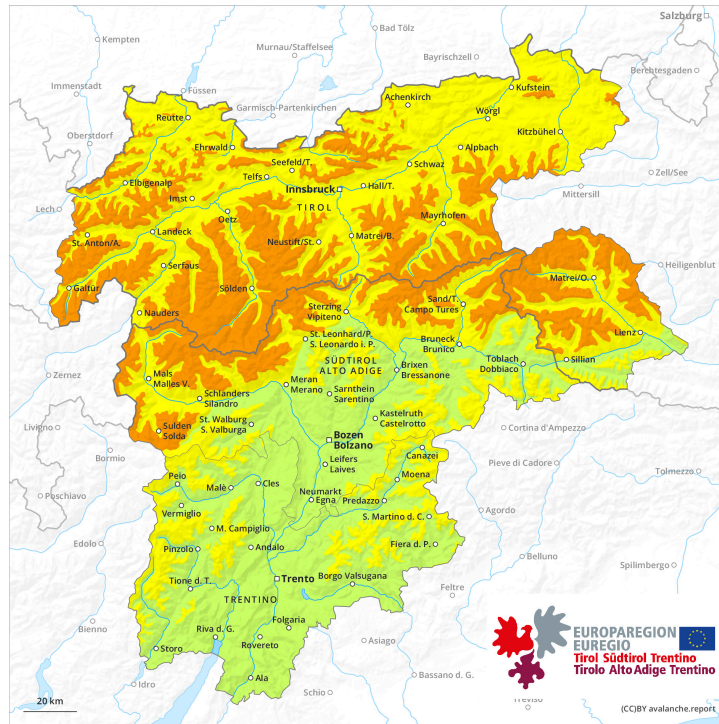 Salzburg
Kempten
Bad Tölz
Murnau/Staffelsee
Bayrischzell
Berchtesgaden
Immenstadt
Füssen
Garmisch-Partenkirchen
Achenkirch
Kufstein
Reutte
Wörgl
Oberstdorf
Ehrwald
Kitzbühel
Alpbach
Seefeld/T.
Schwaz
Zell/See
Telfs
Elbigenalp
Innsbruck
Hall/T.
Mittersill
Imst
TIROL
Lech
Oetz
Mayrhofen
Landeck
St. Anton/A.
Neustift/St.
Matrei/B.
Serfaus
Heiligenblut
Matrei/O.
Galtür
Sölden
Sand/T.
Campo Tures
Nauders
Sterzing
Vipiteno
Lienz
St. Leonhard/P.
S. Leonardo i. P.
Bruneck
Brunico
Sillian
SÜDTIROL
ALTO ADIGE
Toblach
Dobbiaco
Zernez
Mals
Malles V.
Brixen
Bressanone
Meran
Merano
Sarnthein
Sarentino
Schlanders
Silandro
St. Walburg
S. Valburga
Kastelruth
Castelrotto
Livigno
Sulden
Solda
Cortina d'Ampezzo
Bozen
Bolzano
Bormio
Canazei
Pieve di Cadore
Leifers
Laives
Moena
Tolmezzo
Peio
Malè
Cles
Poschiavo
Neumarkt
Egna
Predazzo
Vermiglio
Agordo
S. Martino d. C.
M. Campiglio
Edolo
Pinzolo
Andalo
Fiera d. P.
Belluno
Spilimbergo
Trento
Borgo Valsugana
Tione d. T.
Feltre
TRENTINO
Bienno
Folgaria
Riva d. G.
Rovereto
Asiago
Storo
Ala
Bassano d. G.
Idro
Schio
Treviso
EUROPAREGION
EUREGIO
Tirol Südtirol Trentino
Tirolo Alto Adige Trentino
20 km
(CC)BY avalanche.report